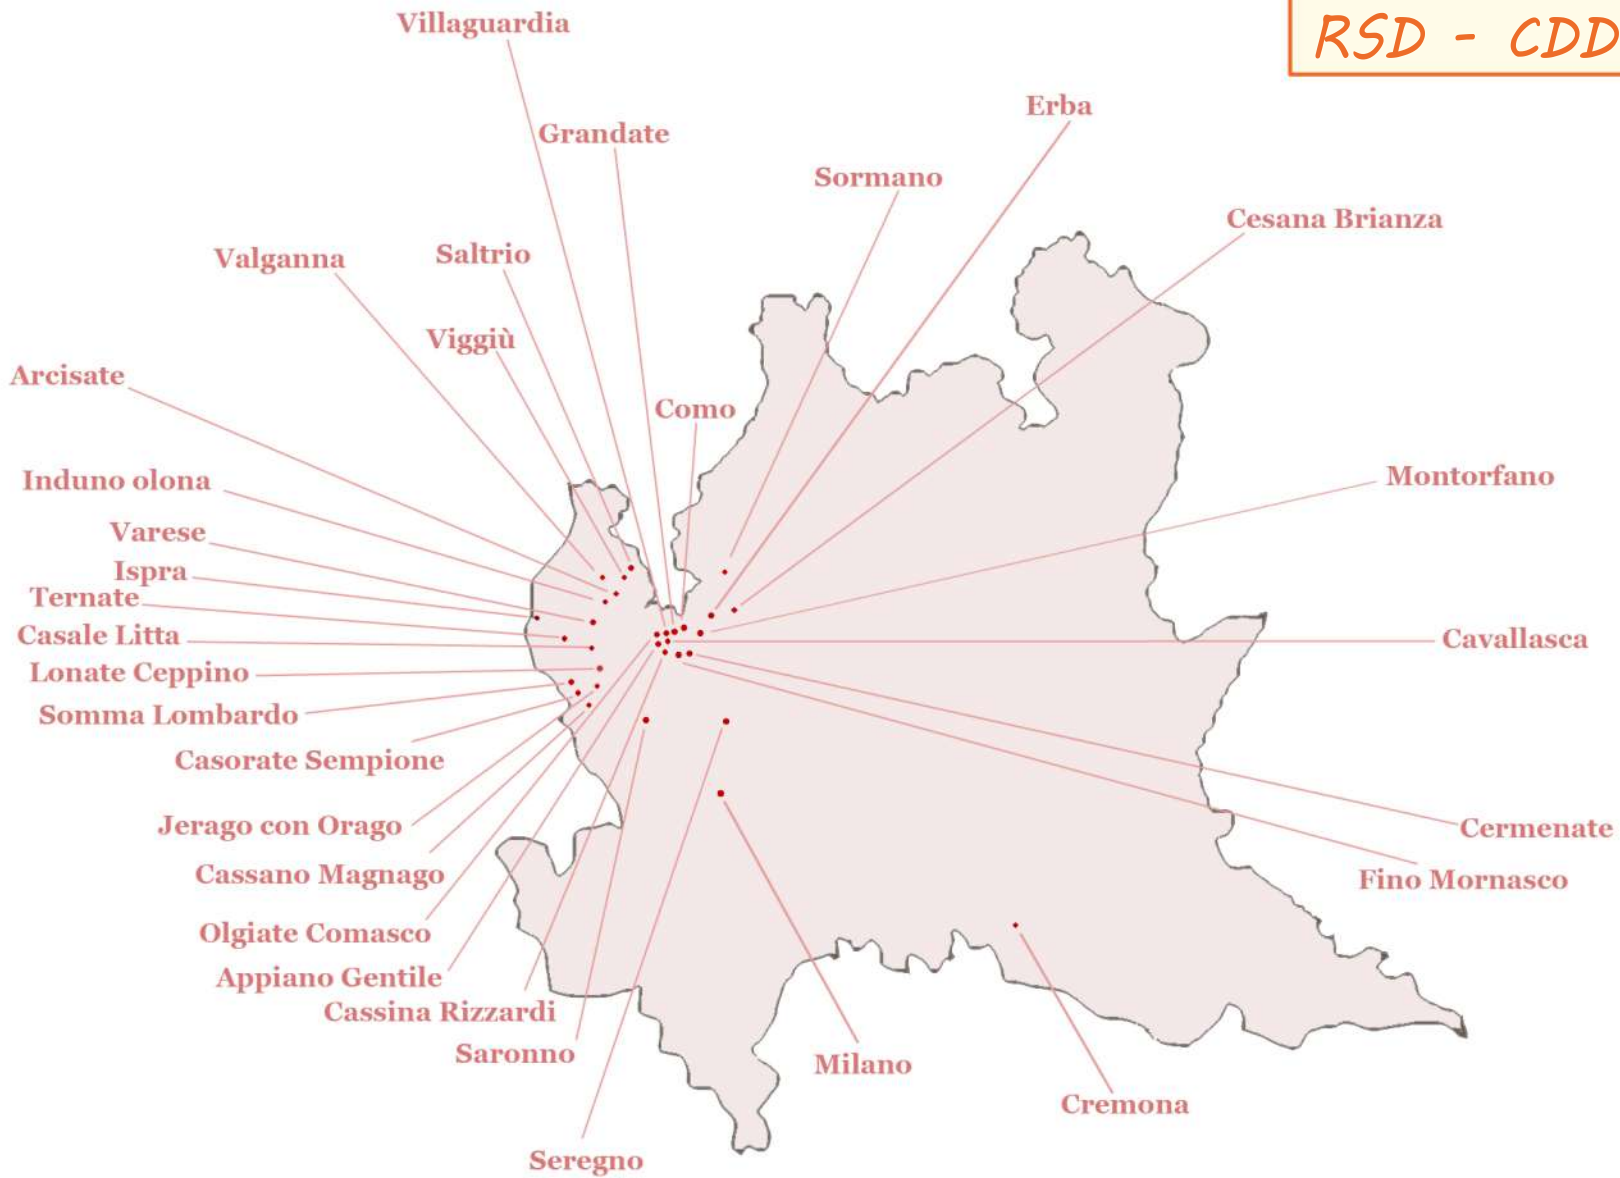 Villaguardia
RSD - CDD
Erba
Grandate
Sormano
Cesana Brianza
Saltrio
Valganna
Viggiù
Arcisate
Como
Montorfano
Induno olona
Varese
Ispra
Ternate
Casale Litta
Cavallasca
Lonate Ceppino
Somma Lombardo
Casorate Sempione
Jerago con Orago
Cermenate
Cassano Magnago
Fino Mornasco
Olgiate Comasco
Appiano Gentile
Cassina Rizzardi
Saronno
Milano
Cremona
Seregno